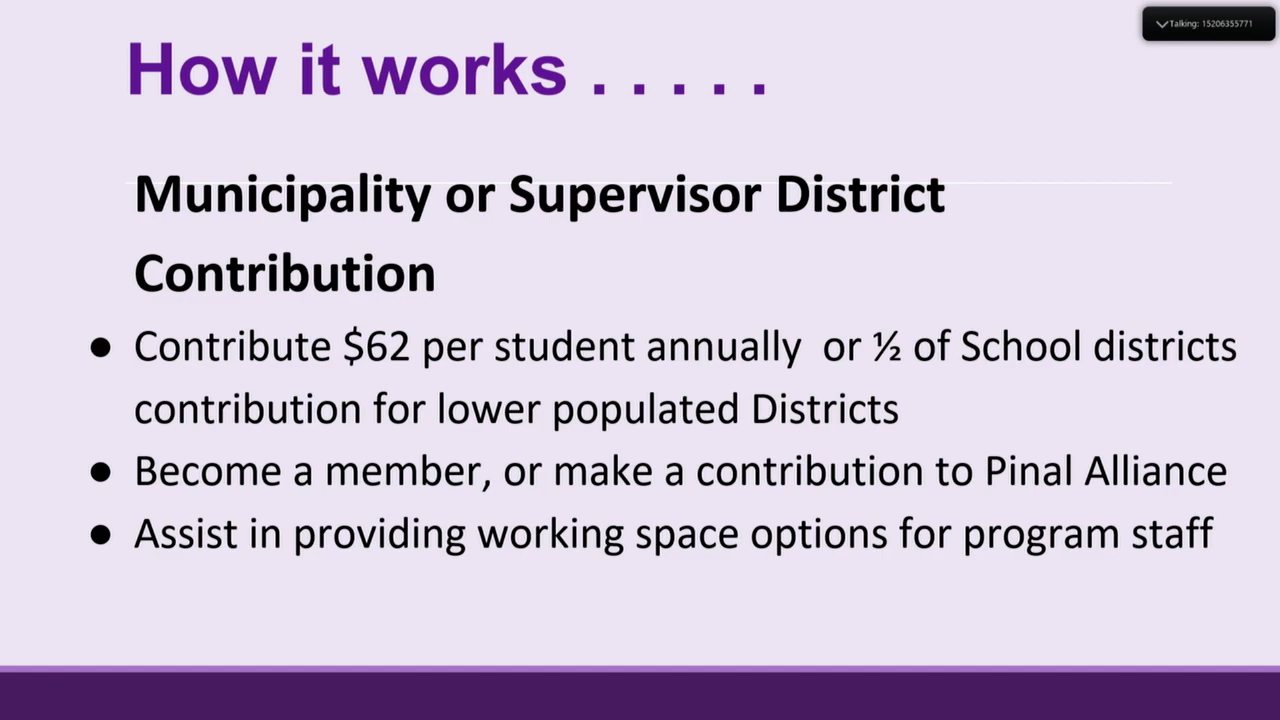 Talking: 15206355771
How it works . . . . .
Municipality or Supervisor District
Contribution
● Contribute $62 per student annually  or ½ of School districts
contribution for lower populated Districts
● Become a member, or make a contribution to Pinal Alliance
● Assist in providing working space options for program staff